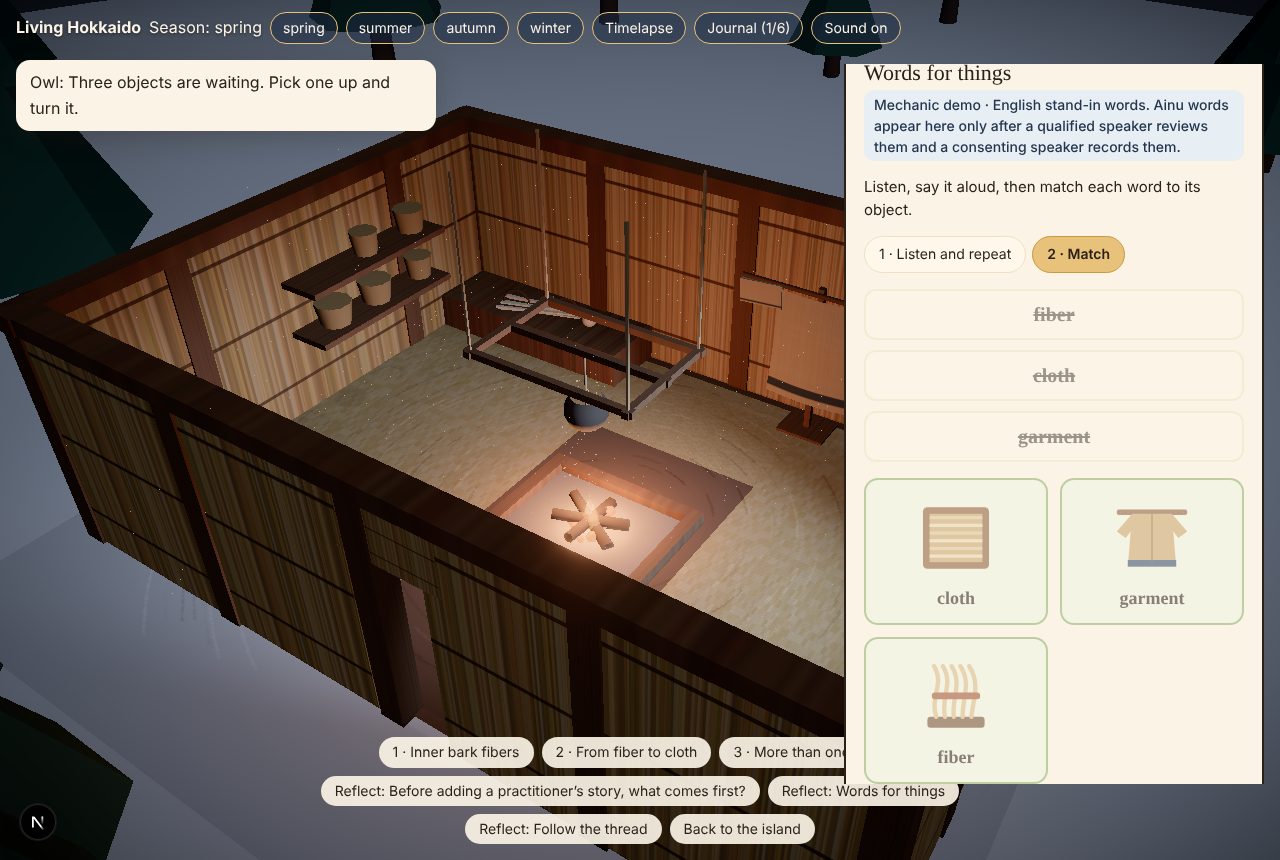 Living Hokkaido Season: spring spring summer autumn winter Timelapse Journal (1/6) Sound on
Owl: Three objects are waiting. Pick one up and
turn it.
Words for things
Mechanic demo · English stand-in words. Ainu words
appear here only after a qualified speaker reviews
them and a consenting speaker records them.
Listen, say it aloud, then match each word to its
object.
1 · Listen and repeat 2 · Match
fiber
cloth
garment
cloth garment
fiber
1 · Inner bark fibers 2 · From fiber to cloth 3 · More than one
Reflect: Before adding a practitioner’s story, what comes first? Reflect: Words for things
Reflect: Follow the thread Back to the island
N